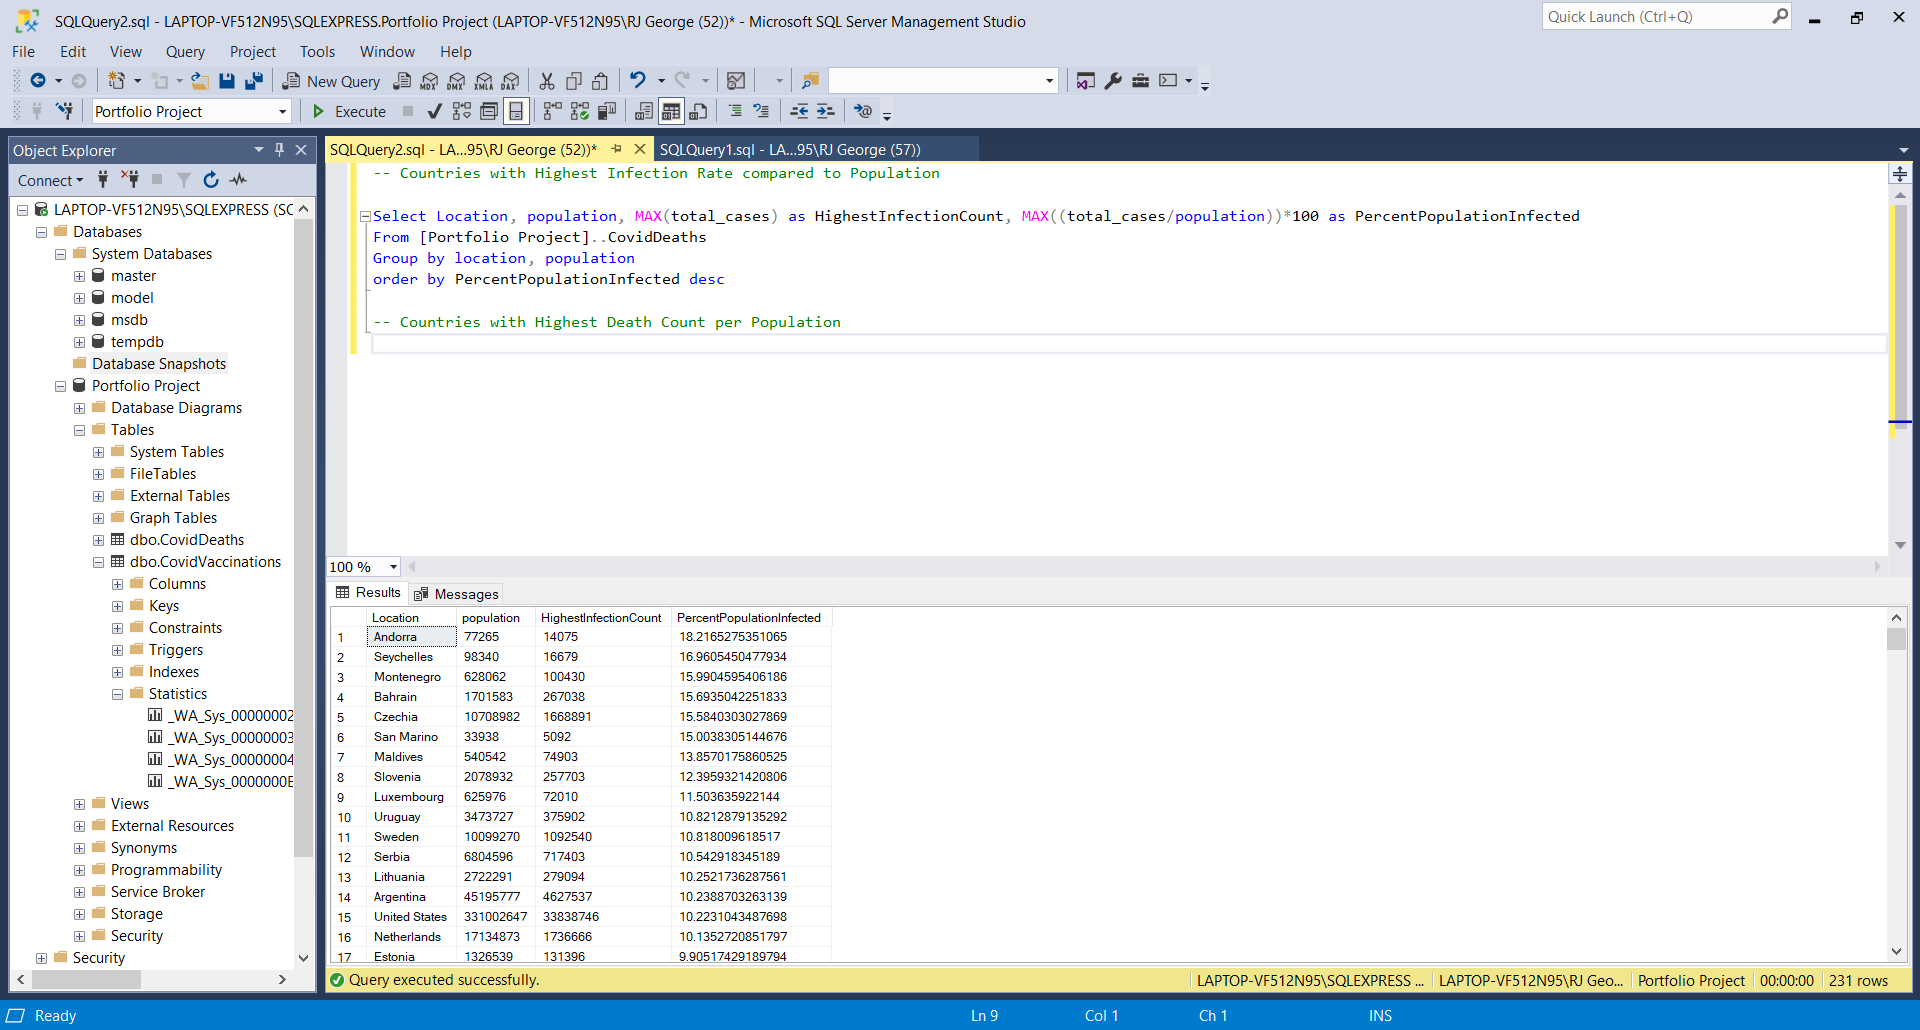 SQLQuery2.sql - LAPTOP-VF512N95\SQLEXPRESS.Portfolio Project (LAPTOP-VF512N95\RJ George (52))* - Microsoft SQL Server Management Studio
Quick Launch (Ctrl+Q)
File Edit View Query Project Tools Window Help
New Query MDX DMX XMLA DAX
Portfolio Project Execute
Object Explorer
Connect
LAPTOP-VF512N95\SQLEXPRESS (SC
Databases
System Databases
master
model
msdb
tempdb
Database Snapshots
Portfolio Project
Database Diagrams
Tables
System Tables
FileTables
External Tables
Graph Tables
dbo.CovidDeaths
dbo.CovidVaccinations
Columns
Keys
Constraints
Triggers
Indexes
Statistics
_WA_Sys_00000002
_WA_Sys_00000003
_WA_Sys_00000004
_WA_Sys_0000000E
Views
External Resources
Synonyms
Programmability
Service Broker
Storage
Security
Security
SQLQuery2.sql - LA...95\RJ George (52))* SQLQuery1.sql - LA...95\RJ George (57))
-- Countries with Highest Infection Rate compared to Population
Select Location, population, MAX(total_cases) as HighestInfectionCount, MAX((total_cases/population))*100 as PercentPopulationInfected
From [Portfolio Project]..CovidDeaths
Group by location, population
order by PercentPopulationInfected desc
-- Countries with Highest Death Count per Population
100 %
Results Messages
Location population HighestInfectionCount PercentPopulationInfected
1 Andorra 77265 14075 18.2165275351065
2 Seychelles 98340 16679 16.9605450477934
3 Montenegro 628062 100430 15.9904595406186
4 Bahrain 1701583 267038 15.6935042251833
5 Czechia 10708982 1668891 15.5840303027869
6 San Marino 33938 5092 15.0038305144676
7 Maldives 540542 74903 13.8570175860525
8 Slovenia 2078932 257703 12.3959321420806
9 Luxembourg 625976 72010 11.503635922144
10 Uruguay 3473727 375902 10.8212879135292
11 Sweden 10099270 1092540 10.818009618517
12 Serbia 6804596 717403 10.542918345189
13 Lithuania 2722291 279094 10.2521736287561
14 Argentina 45195777 4627537 10.2388703263139
15 United States 331002647 33838746 10.2231043487698
16 Netherlands 17134873 1736666 10.1352720851797
17 Estonia 1326539 131396 9.90517429189794
Query executed successfully. LAPTOP-VF512N95\SQLEXPRESS ... LAPTOP-VF512N95\RJ Geo... Portfolio Project 00:00:00 231 rows
Ready Ln 9 Col 1 Ch 1 INS